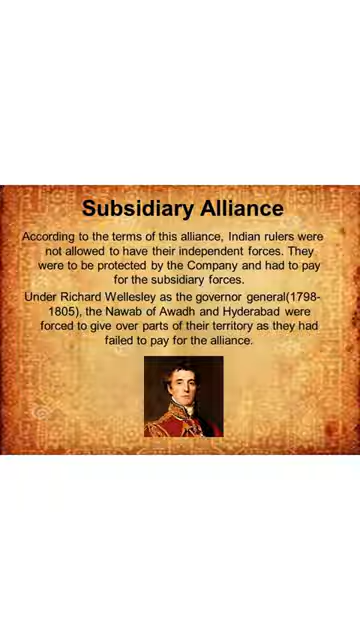 Subsidiary Alliance
According to the terms of this alliance, Indian rulers were
not allowed to have their independent forces. They
were to be protected by the Company and had to pay
for the subsidiary forces.
Under Richard Wellesley as the governor general(1798-
1805), the Nawab of Awadh and Hyderabad were
forced to give over parts of their territory as they had
failed to pay for the alliance.